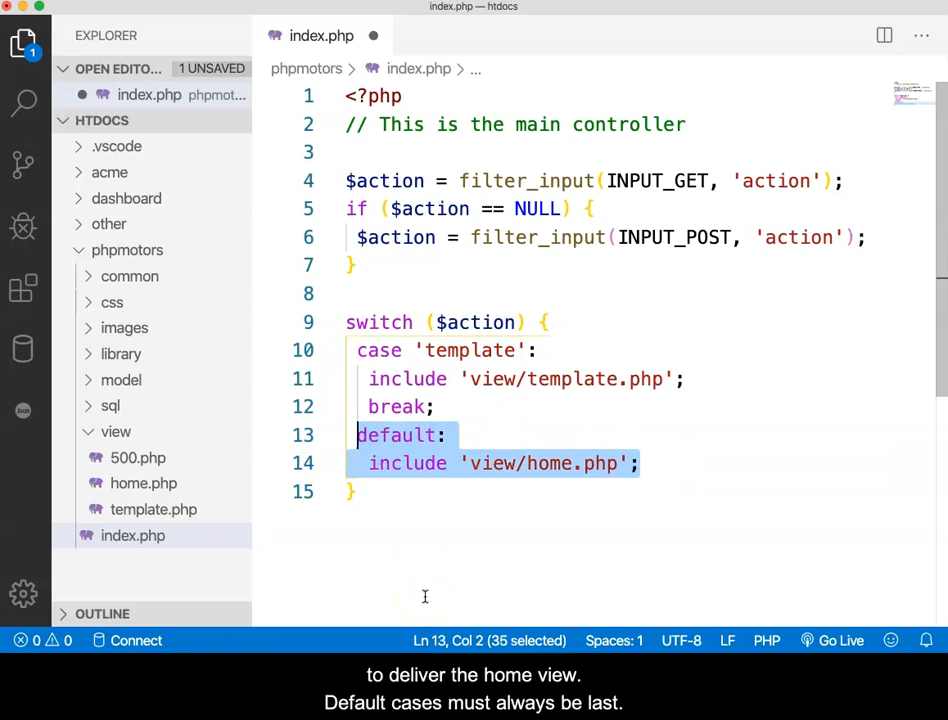 index.php — htdocs
EXPLORER
index.php
1
OPEN EDITO... 1 UNSAVED
index.php phpmot...
phpmotors > index.php > ...
HTDOCS
.vscode
acme
dashboard
other
phpmotors
common
css
images
library
model
sql
view
500.php
home.php
template.php
index.php
OUTLINE
Json
1 <?php
2 // This is the main controller
3
4 $action = filter_input(INPUT_GET, 'action');
5 if ($action == NULL) {
6 $action = filter_input(INPUT_POST, 'action');
7 }
8
9 switch ($action) {
10 case 'template':
11 include 'view/template.php';
12 break;
13 default:
14 include 'view/home.php';
15 }
0 0 Connect Ln 13, Col 2 (35 selected) Spaces: 1 UTF-8 LF PHP Go Live
to deliver the home view.
Default cases must always be last.